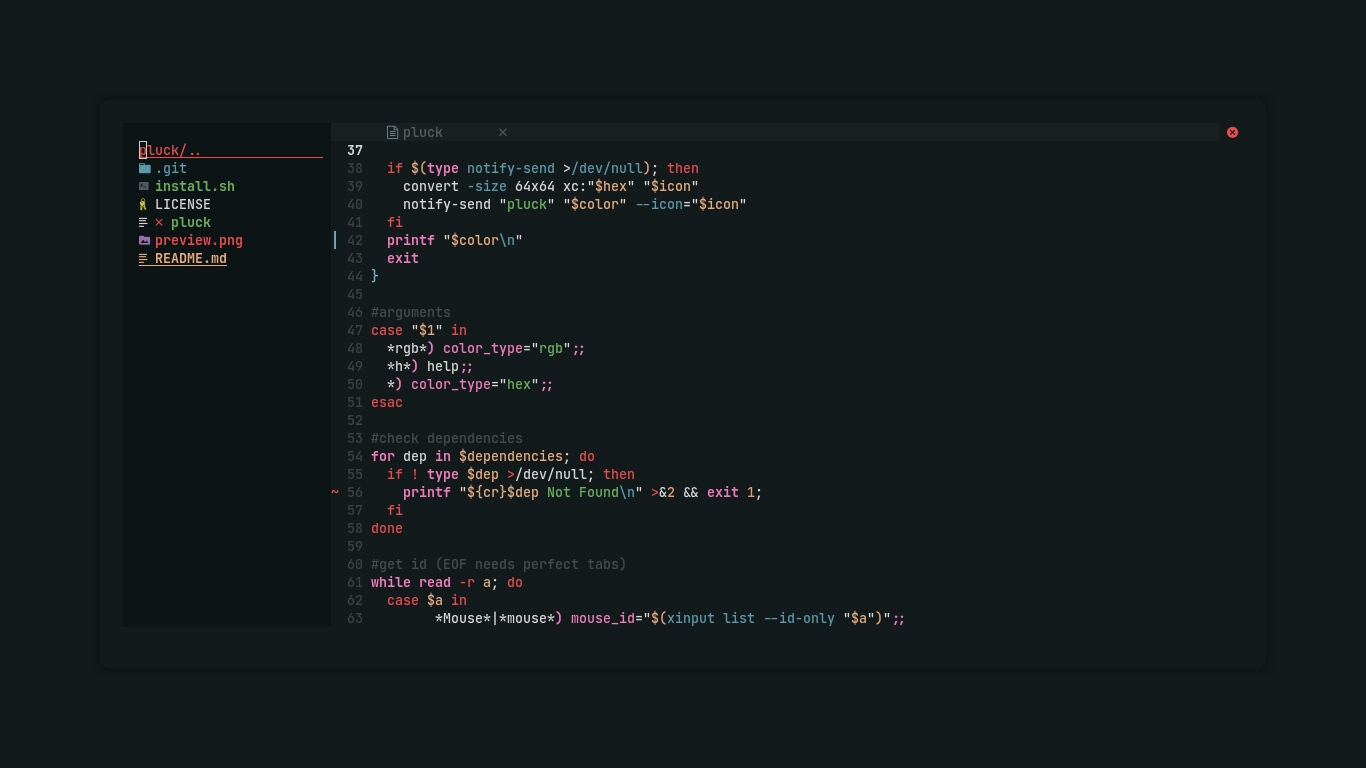 pluck ×
pluck/..
.git
install.sh
LICENSE
× pluck
preview.png
README.md
37
38   if $(type notify-send >/dev/null); then
39     convert -size 64x64 xc:"$hex" "$icon"
40     notify-send "pluck" "$color" --icon="$icon"
41   fi
42   printf "$color\n"
43   exit
44 }
45
46 #arguments
47 case "$1" in
48   *rgb*) color_type="rgb";;
49   *h*) help;;
50   *) color_type="hex";;
51 esac
52
53 #check dependencies
54 for dep in $dependencies; do
55   if ! type $dep >/dev/null; then
~ 56     printf "${cr}$dep Not Found\n" >&2 && exit 1;
57   fi
58 done
59
60 #get id (EOF needs perfect tabs)
61 while read -r a; do
62   case $a in
63         *Mouse*|*mouse*) mouse_id="$(xinput list --id-only "$a")";;